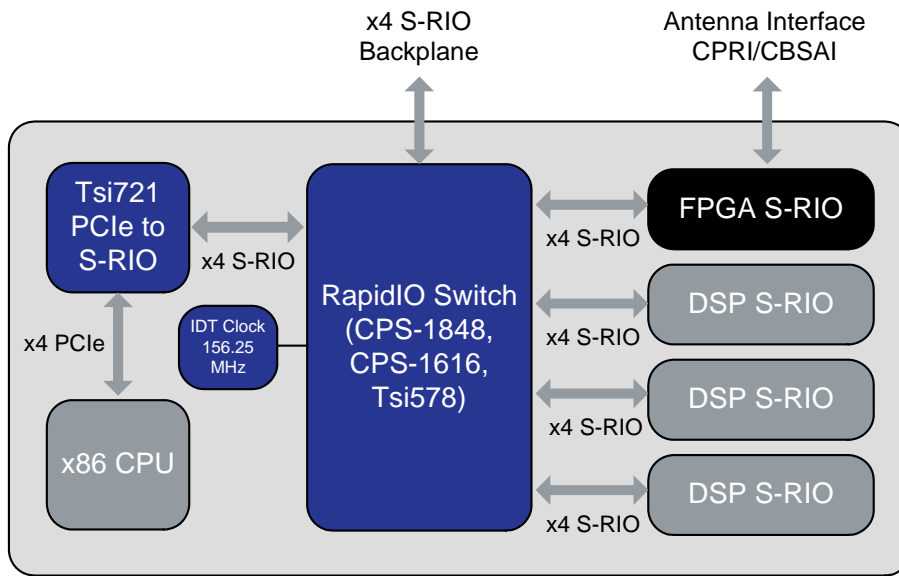 x4 S-RIO
Backplane
Antenna Interface
CPRI/CBSAI
Tsi721
PCIe to
S-RIO
x4 S-RIO
x4 PCIe
x86 CPU
IDT Clock
156.25
MHz
RapidIO Switch
(CPS-1848,
CPS-1616,
Tsi578)
x4 S-RIO
FPGA S-RIO
x4 S-RIO
DSP S-RIO
x4 S-RIO
DSP S-RIO
x4 S-RIO
DSP S-RIO